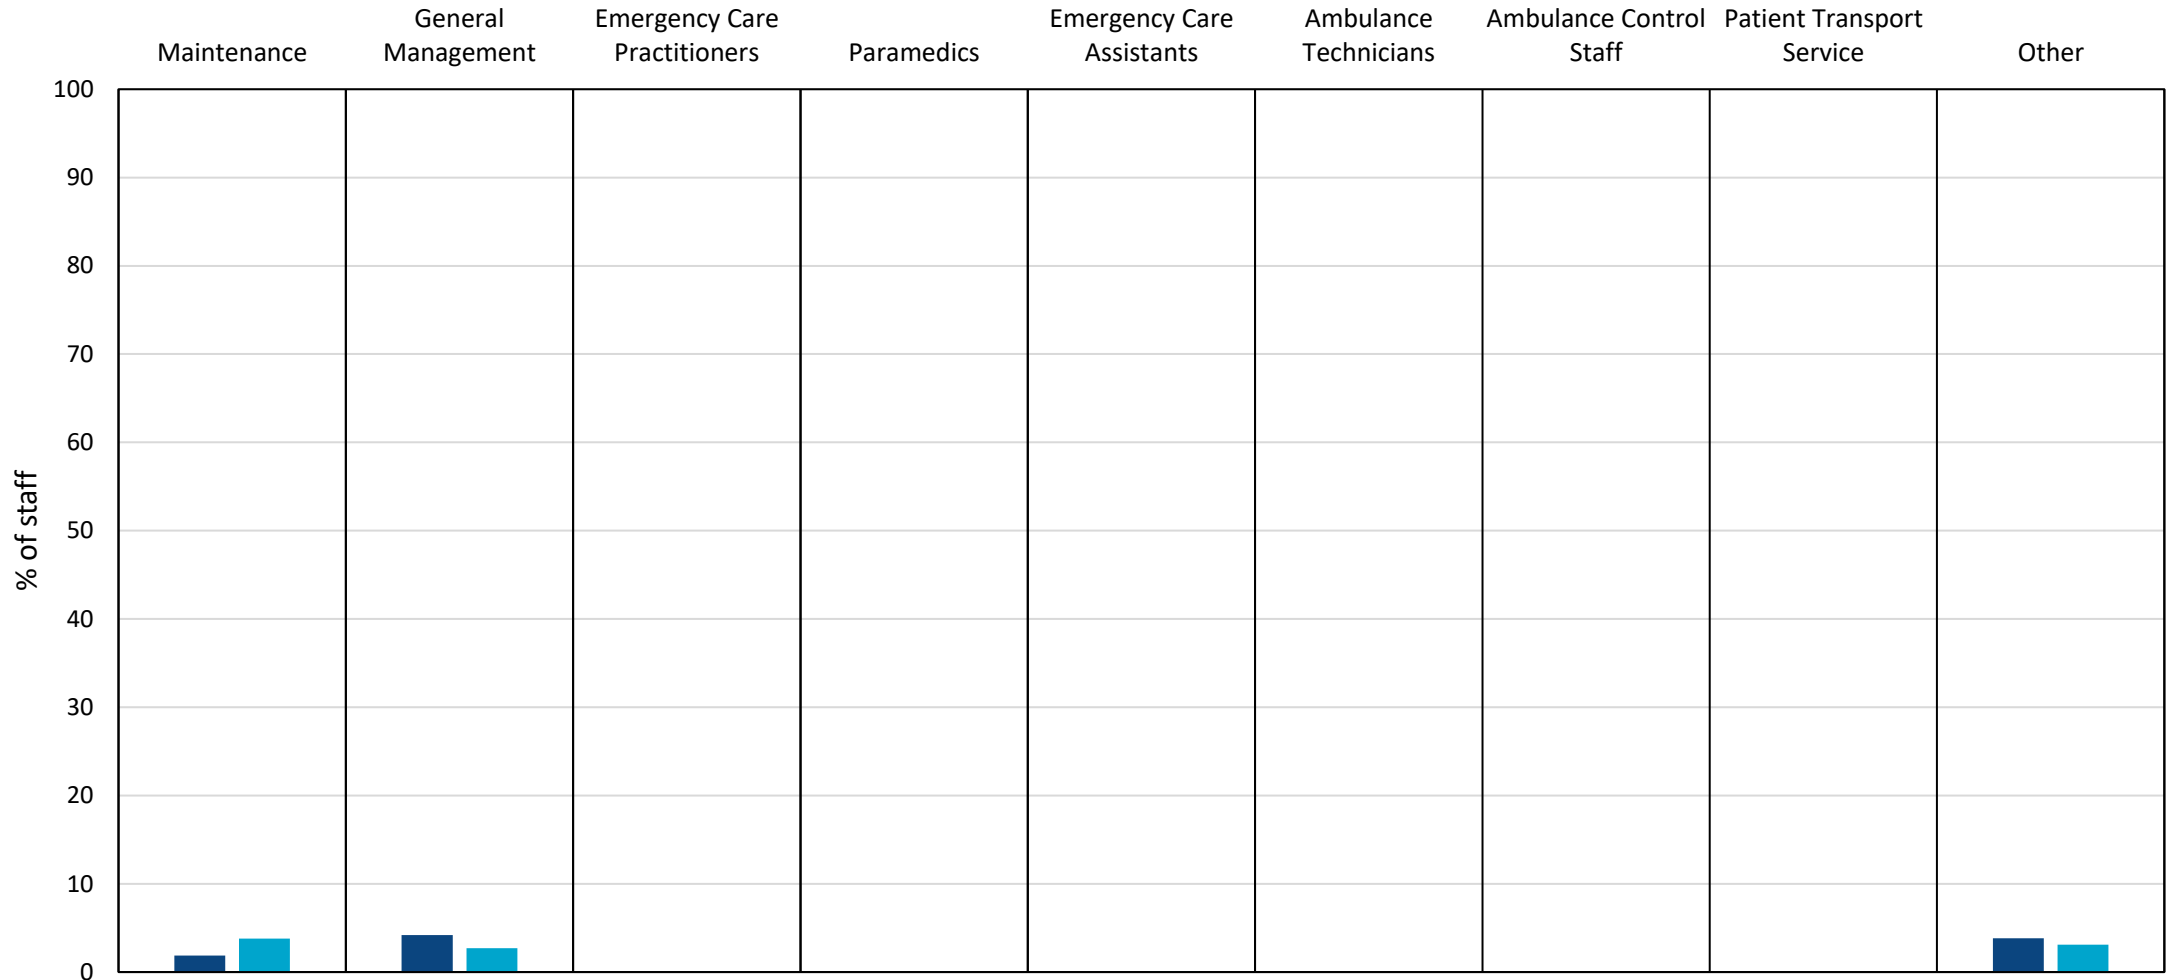 Maintenance
General
Management
Emergency Care
Practitioners
Paramedics
Emergency Care
Assistants
Ambulance
Technicians
Ambulance Control
Staff
Patient Transport
Service
Other
% of staff
100
90
80
70
60
50
40
30
20
10
0